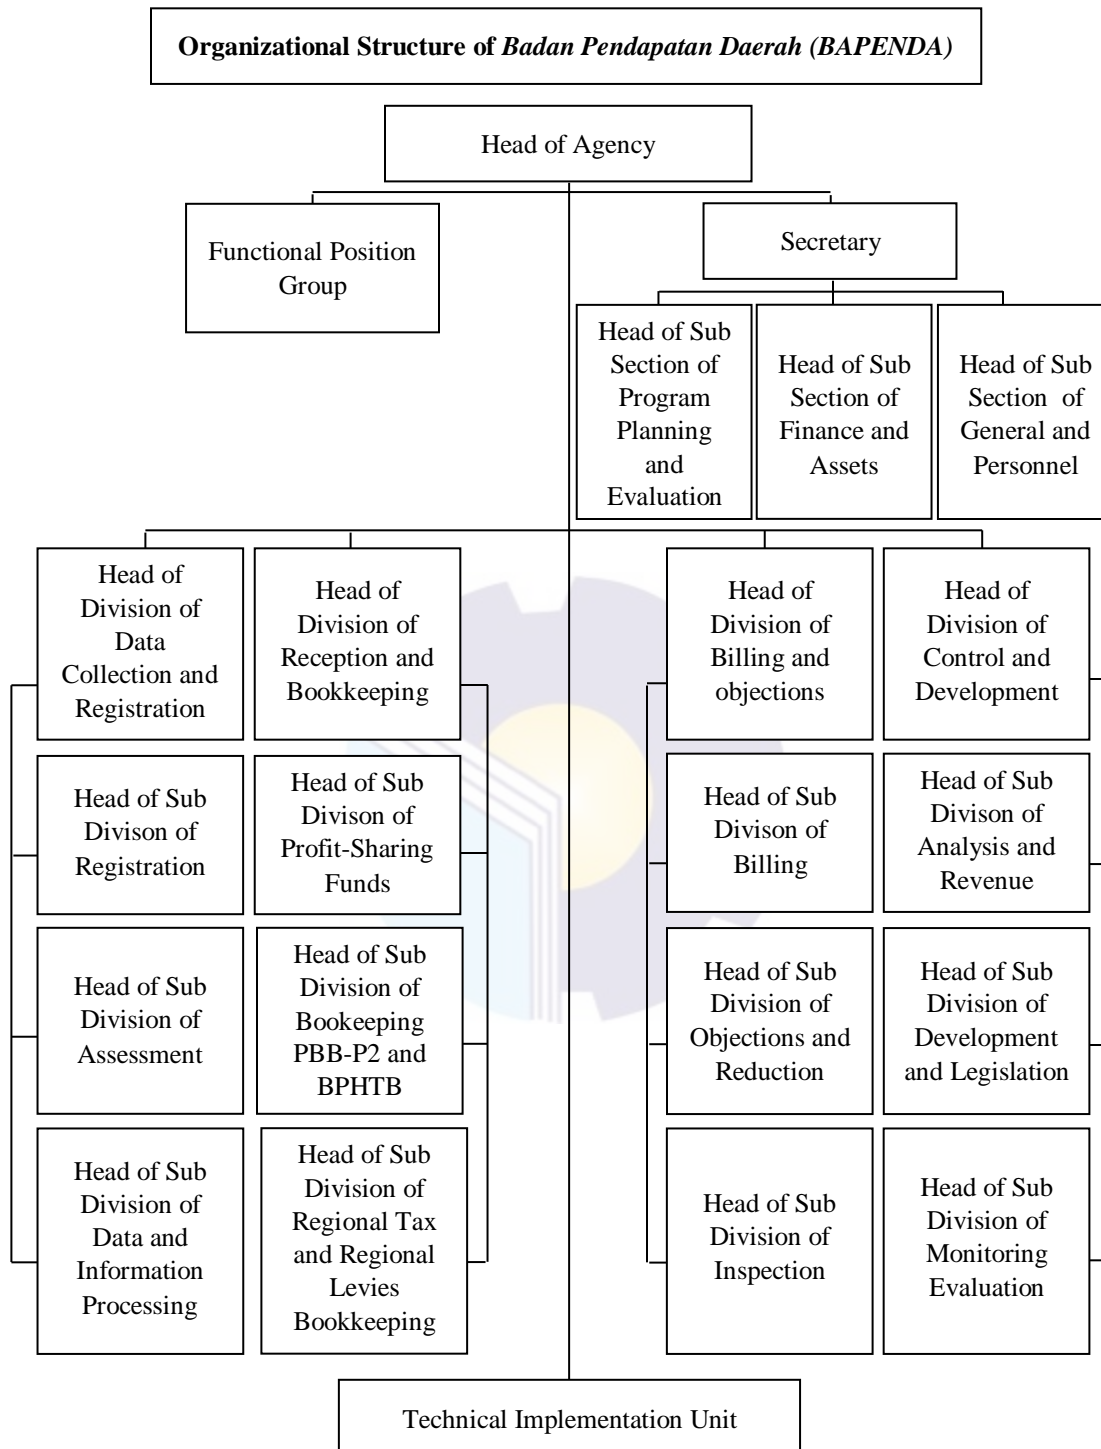 Organizational Structure of Badan Pendapatan Daerah (BAPENDA)
Head of Agency
Functional Position
Group
Secretary
Head of Sub
Section of
Program
Planning
and
Evaluation
Head of Sub
Section of
Finance and
Assets
Head of Sub
Section of
General and
Personnel
Head of
Division of
Data
Collection and
Registration
Head of
Division of
Reception and
Bookkeeping
Head of
Division of
Billing and
objections
Head of
Division of
Control and
Development
Head of Sub
Divison of
Registration
Head of Sub
Divison of
Profit-Sharing
Funds
Head of Sub
Divison of
Billing
Head of Sub
Divison of
Analysis and
Revenue
Head of Sub
Division of
Assessment
Head of Sub
Division of
Bookeeping
PBB-P2 and
BPHTB
Head of Sub
Division of
Objections and
Reduction
Head of Sub
Division of
Development
and Legislation
Head of Sub
Division of
Data and
Information
Processing
Head of Sub
Division of
Regional Tax
and Regional
Levies
Bookkeeping
Head of Sub
Division of
Inspection
Head of Sub
Division of
Monitoring
Evaluation
Technical Implementation Unit